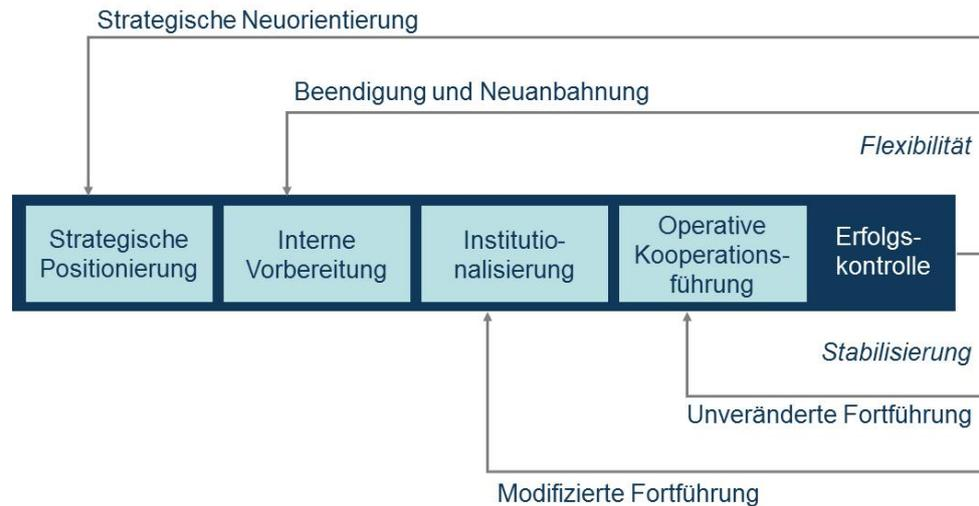 Strategische Neuorientierung
Beendigung und Neuanbahnung
Flexibilität
Strategische
Positionierung
Interne
Vorbereitung
Institutio-
nalisierung
Operative
Kooperations-
führung
Erfolgs-
kontrolle
Stabilisierung
Unveränderte Fortführung
Modifizierte Fortführung